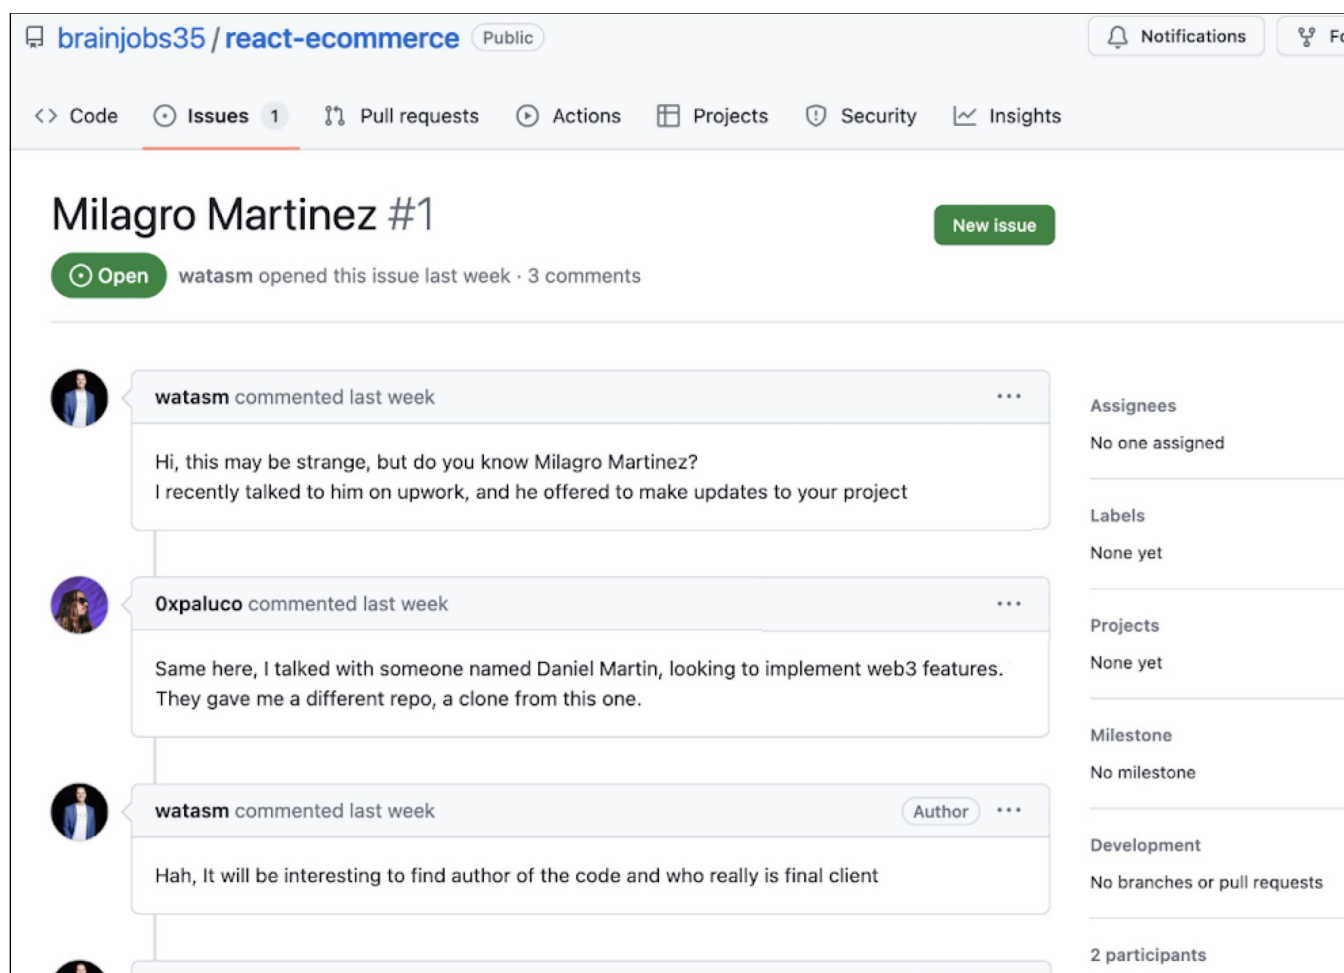 brainjobs35 / react-ecommerce Public
Notifications
Code Issues 1 Pull requests Actions Projects Security Insights
Milagro Martinez #1
New issue
Open watasm opened this issue last week · 3 comments
watasm commented last week
Hi, this may be strange, but do you know Milagro Martinez?
I recently talked to him on upwork, and he offered to make updates to your project
0xpaluco commented last week
Same here, I talked with someone named Daniel Martin, looking to implement web3 features.
They gave me a different repo, a clone from this one.
watasm commented last week Author
Hah, It will be interesting to find author of the code and who really is final client
Assignees
No one assigned
Labels
None yet
Projects
None yet
Milestone
No milestone
Development
No branches or pull requests
2 participants